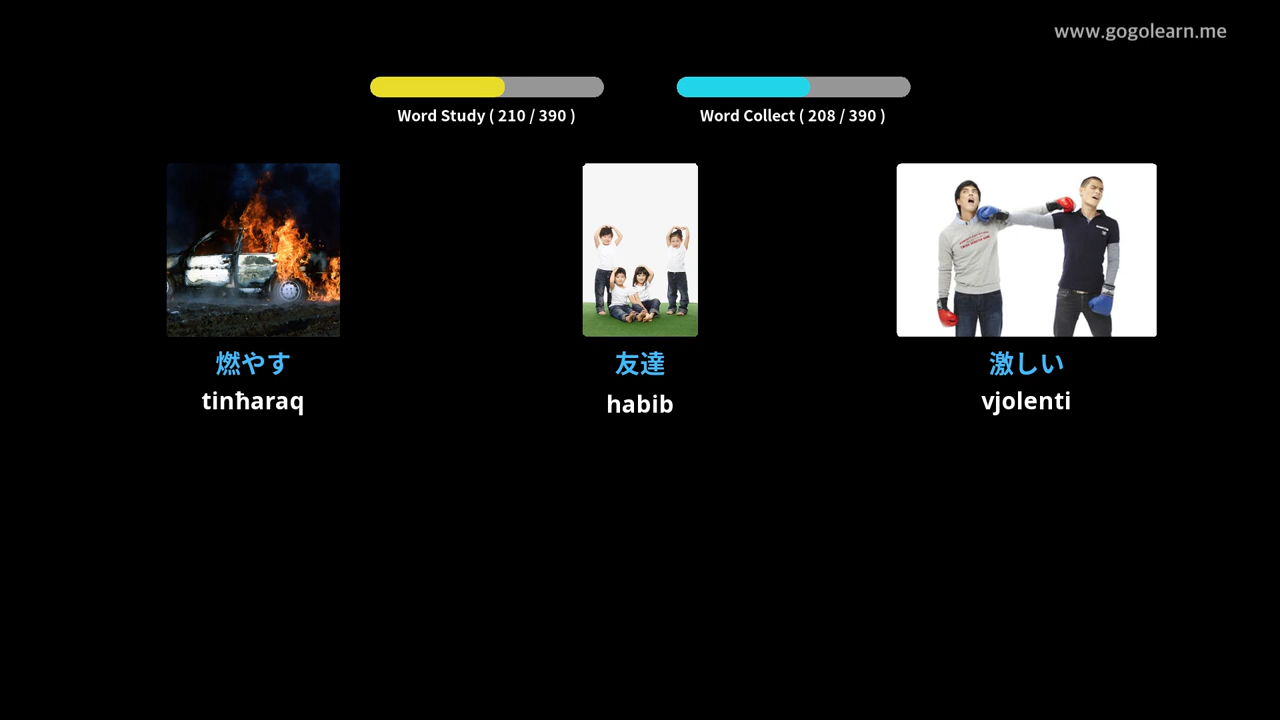 www.gogolearn.me
Word Study ( 210 / 390 )
Word Collect ( 208 / 390 )
燃やす
友達
激しい
tinħaraq
habib
vjolenti